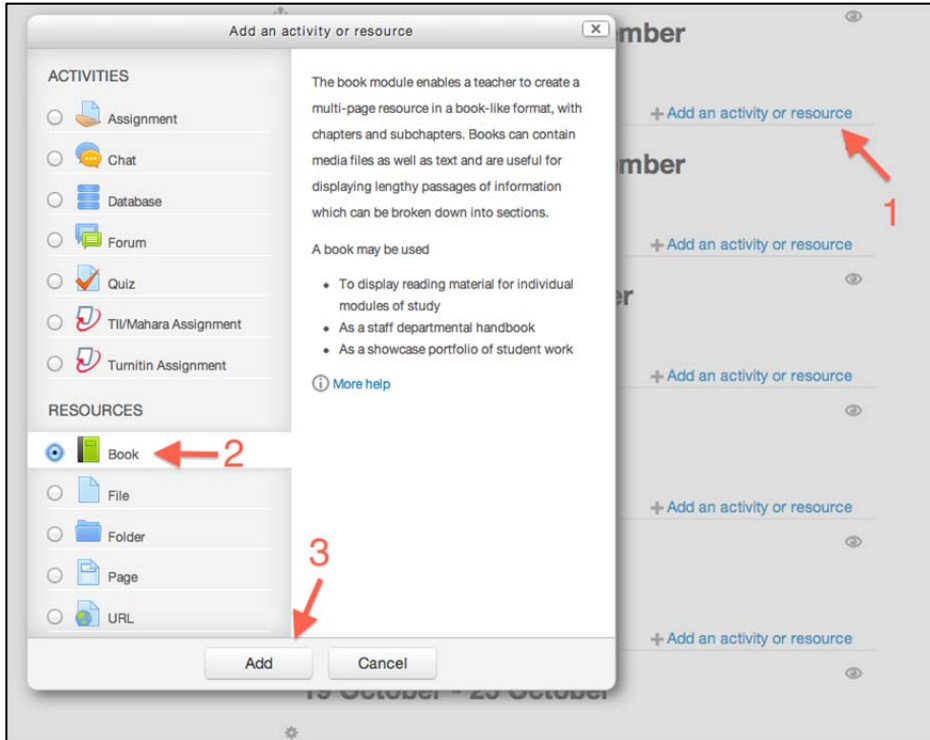 Add an activity or resource
ACTIVITIES
Assignment
Chat
Database
Forum
Quiz
TII/Mahara Assignment
Turnitin Assignment
RESOURCES
Book
2
File
Folder
Page
URL
The book module enables a teacher to create a
multi-page resource in a book-like format, with
chapters and subchapters. Books can contain
media files as well as text and are useful for
displaying lengthy passages of information
which can be broken down into sections.
A book may be used
To display reading material for individual
modules of study
As a staff departmental handbook
As a showcase portfolio of student work
More help
3
Add
Cancel
mber
Add an activity or resource
1
mber
Add an activity or resource
er
Add an activity or resource
Add an activity or resource
Add an activity or resource
19 October - 25 October